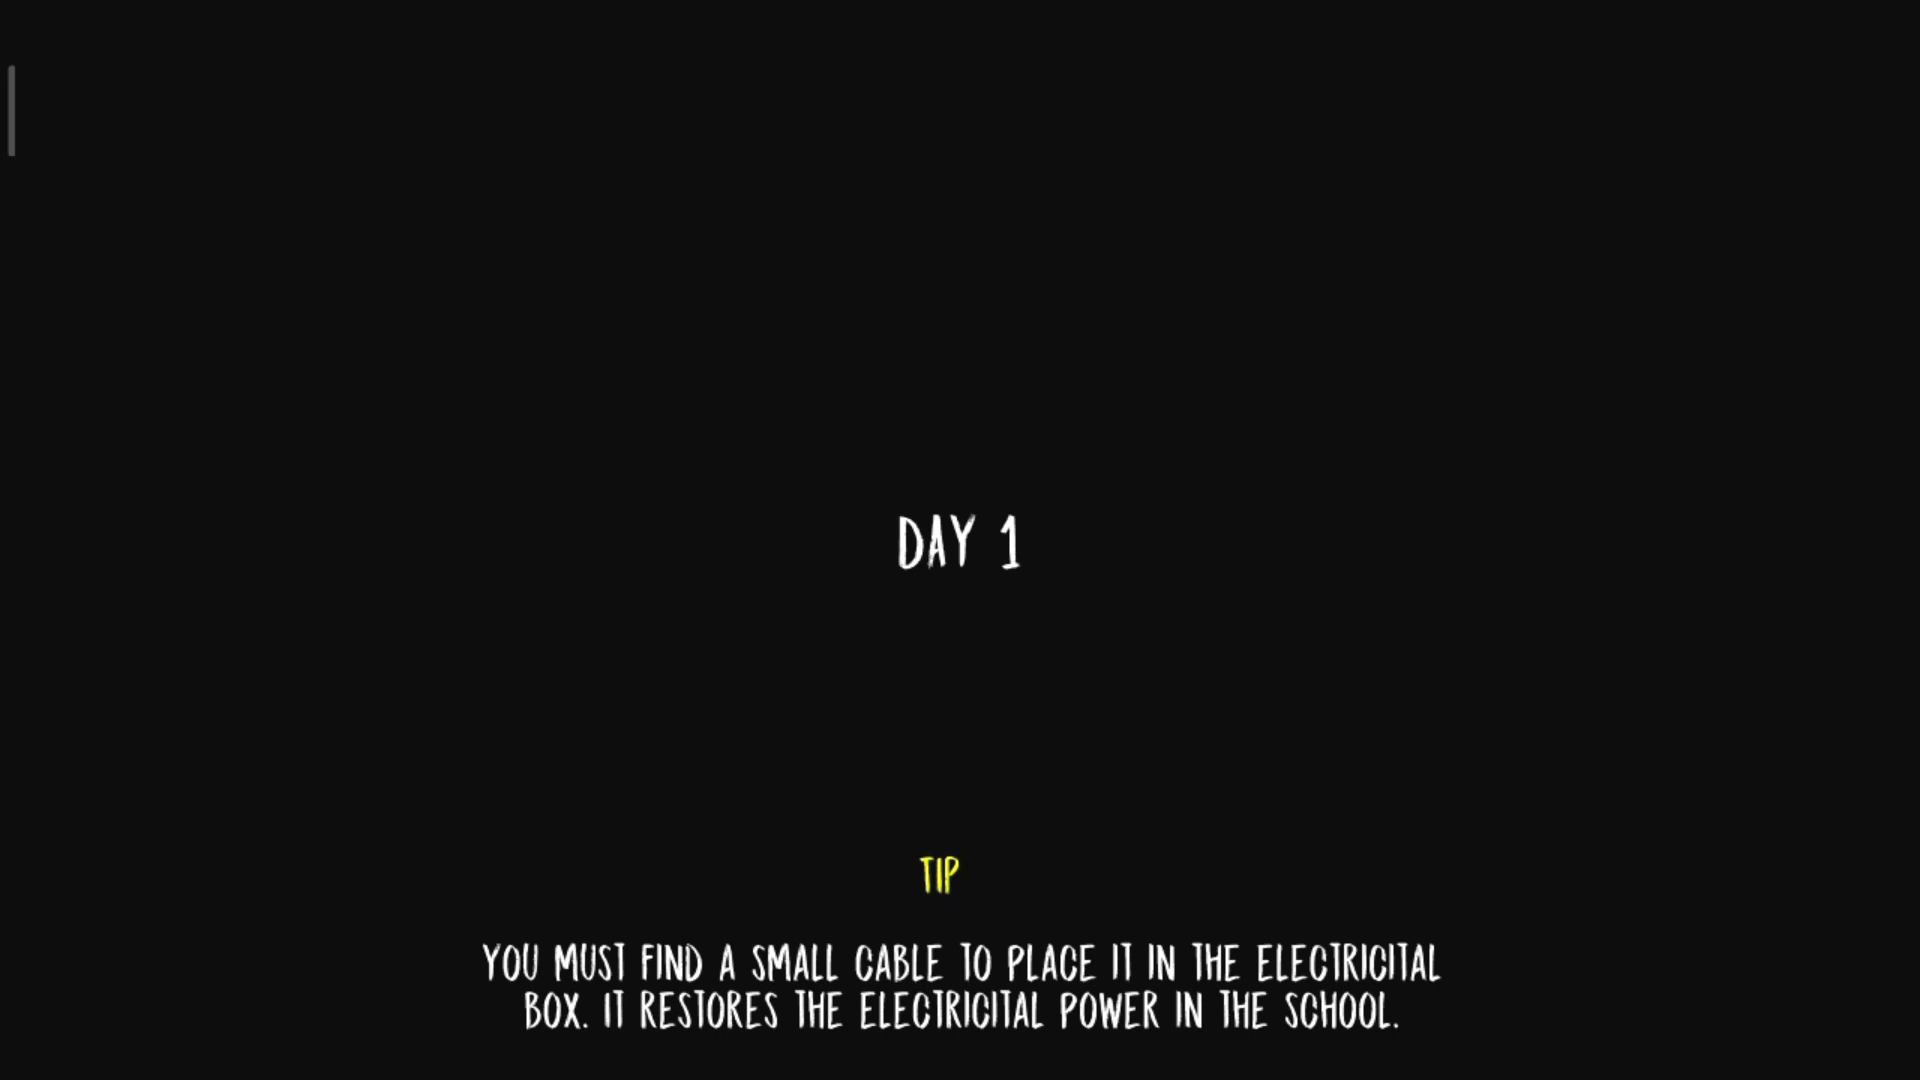 DAY 1
TIP
YOU MUST FIND A SMALL CABLE TO PLACE IT IN THE ELECTRICITAL
BOX. IT RESTORES THE ELECTRICITAL POWER IN THE SCHOOL.